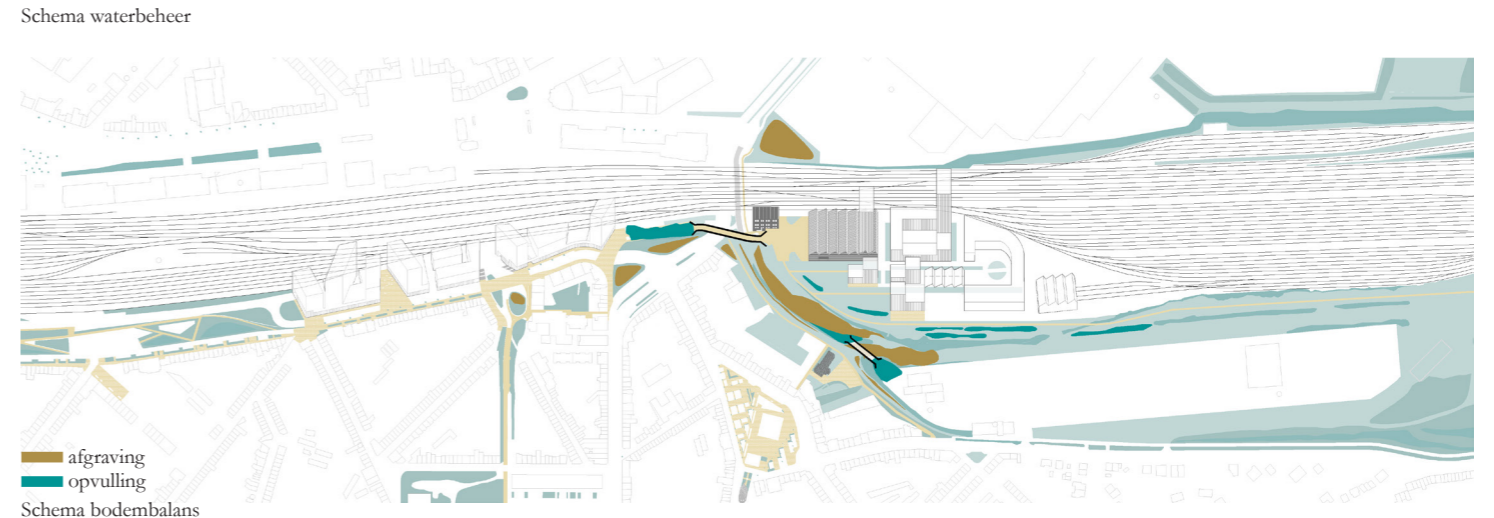 Schema waterbeheer
afgraving
opvulling
Schema bodembalans